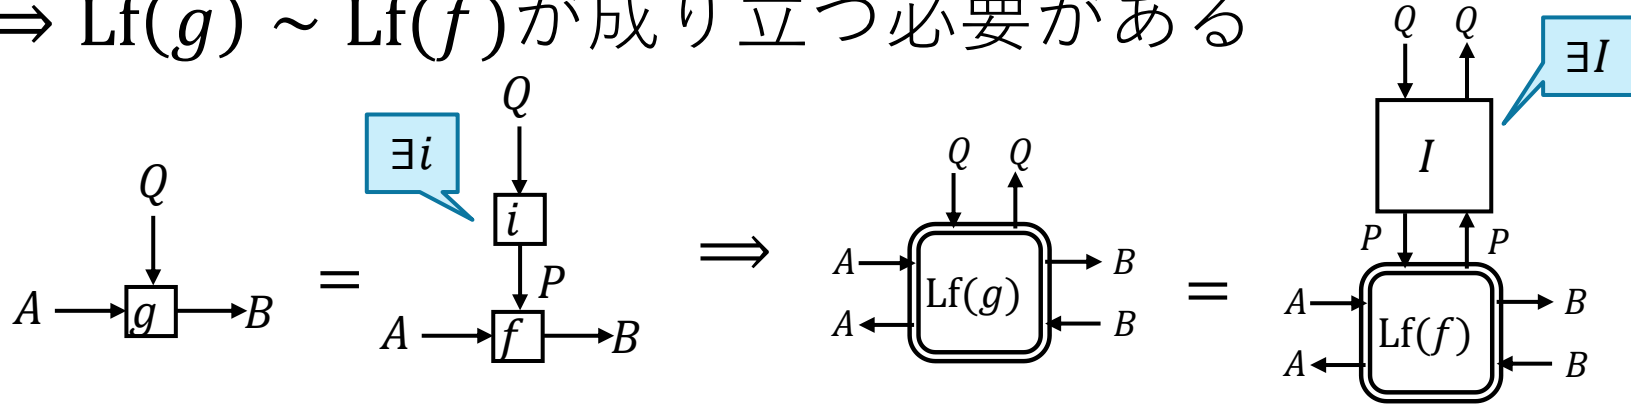 ⇒ Lf(g) ~ Lf(f)が成り立つ必要がある
Q
A g B
=
∃i
Q
i
P
A f B
⇒
Q Q
A Lf(g) B
A B
=
∃I
Q Q
I
P P
A Lf(f) B
A B